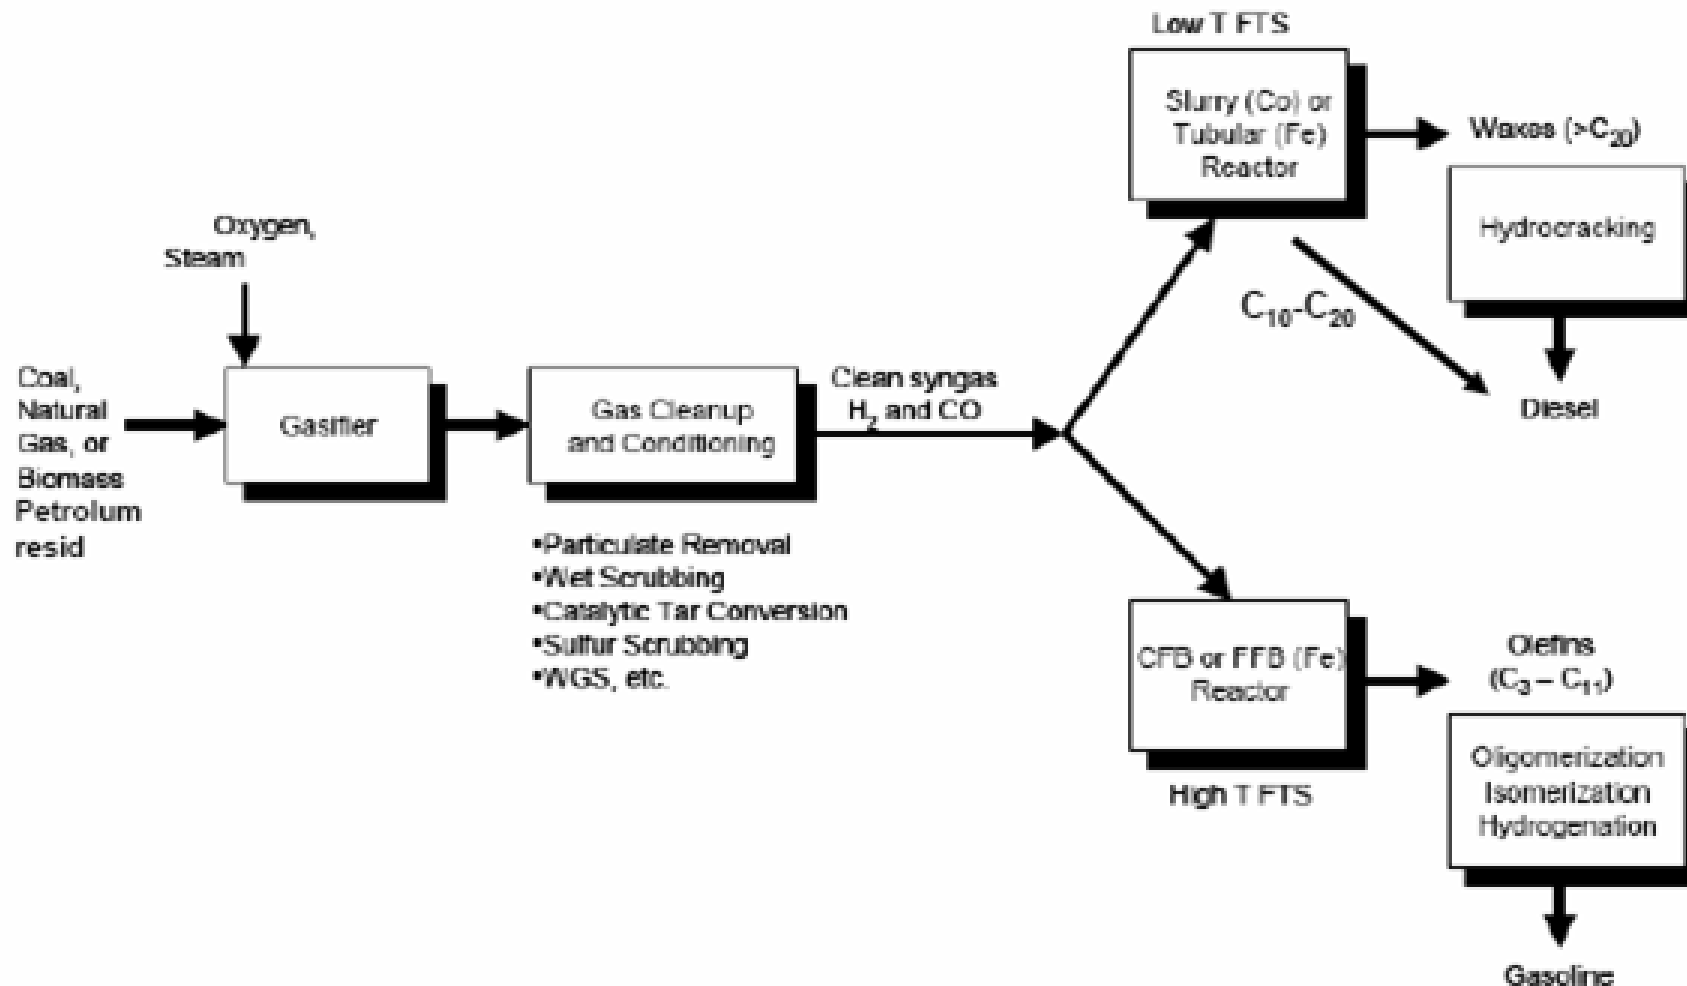 Low T FTS
Slurry (Co) or
Tubular (Fe)
Reactor
Waxes (>C20)
Hydrocracking
C10-C20
Diesel
Oxygen,
Steam
Coal,
Natural
Gas, or
Biomass
Petrolum
resid
Gasifier
Gas Cleanup
and Conditioning
Clean syngas
H2 and CO
•Particulate Removal
•Wet Scrubbing
•Catalytic Tar Conversion
•Sulfur Scrubbing
•WGS, etc.
CFB or FFB (Fe)
Reactor
High T FTS
Olefins
(C3 – C11)
Oligomerization
Isomerization
Hydrogenation
Gasoline